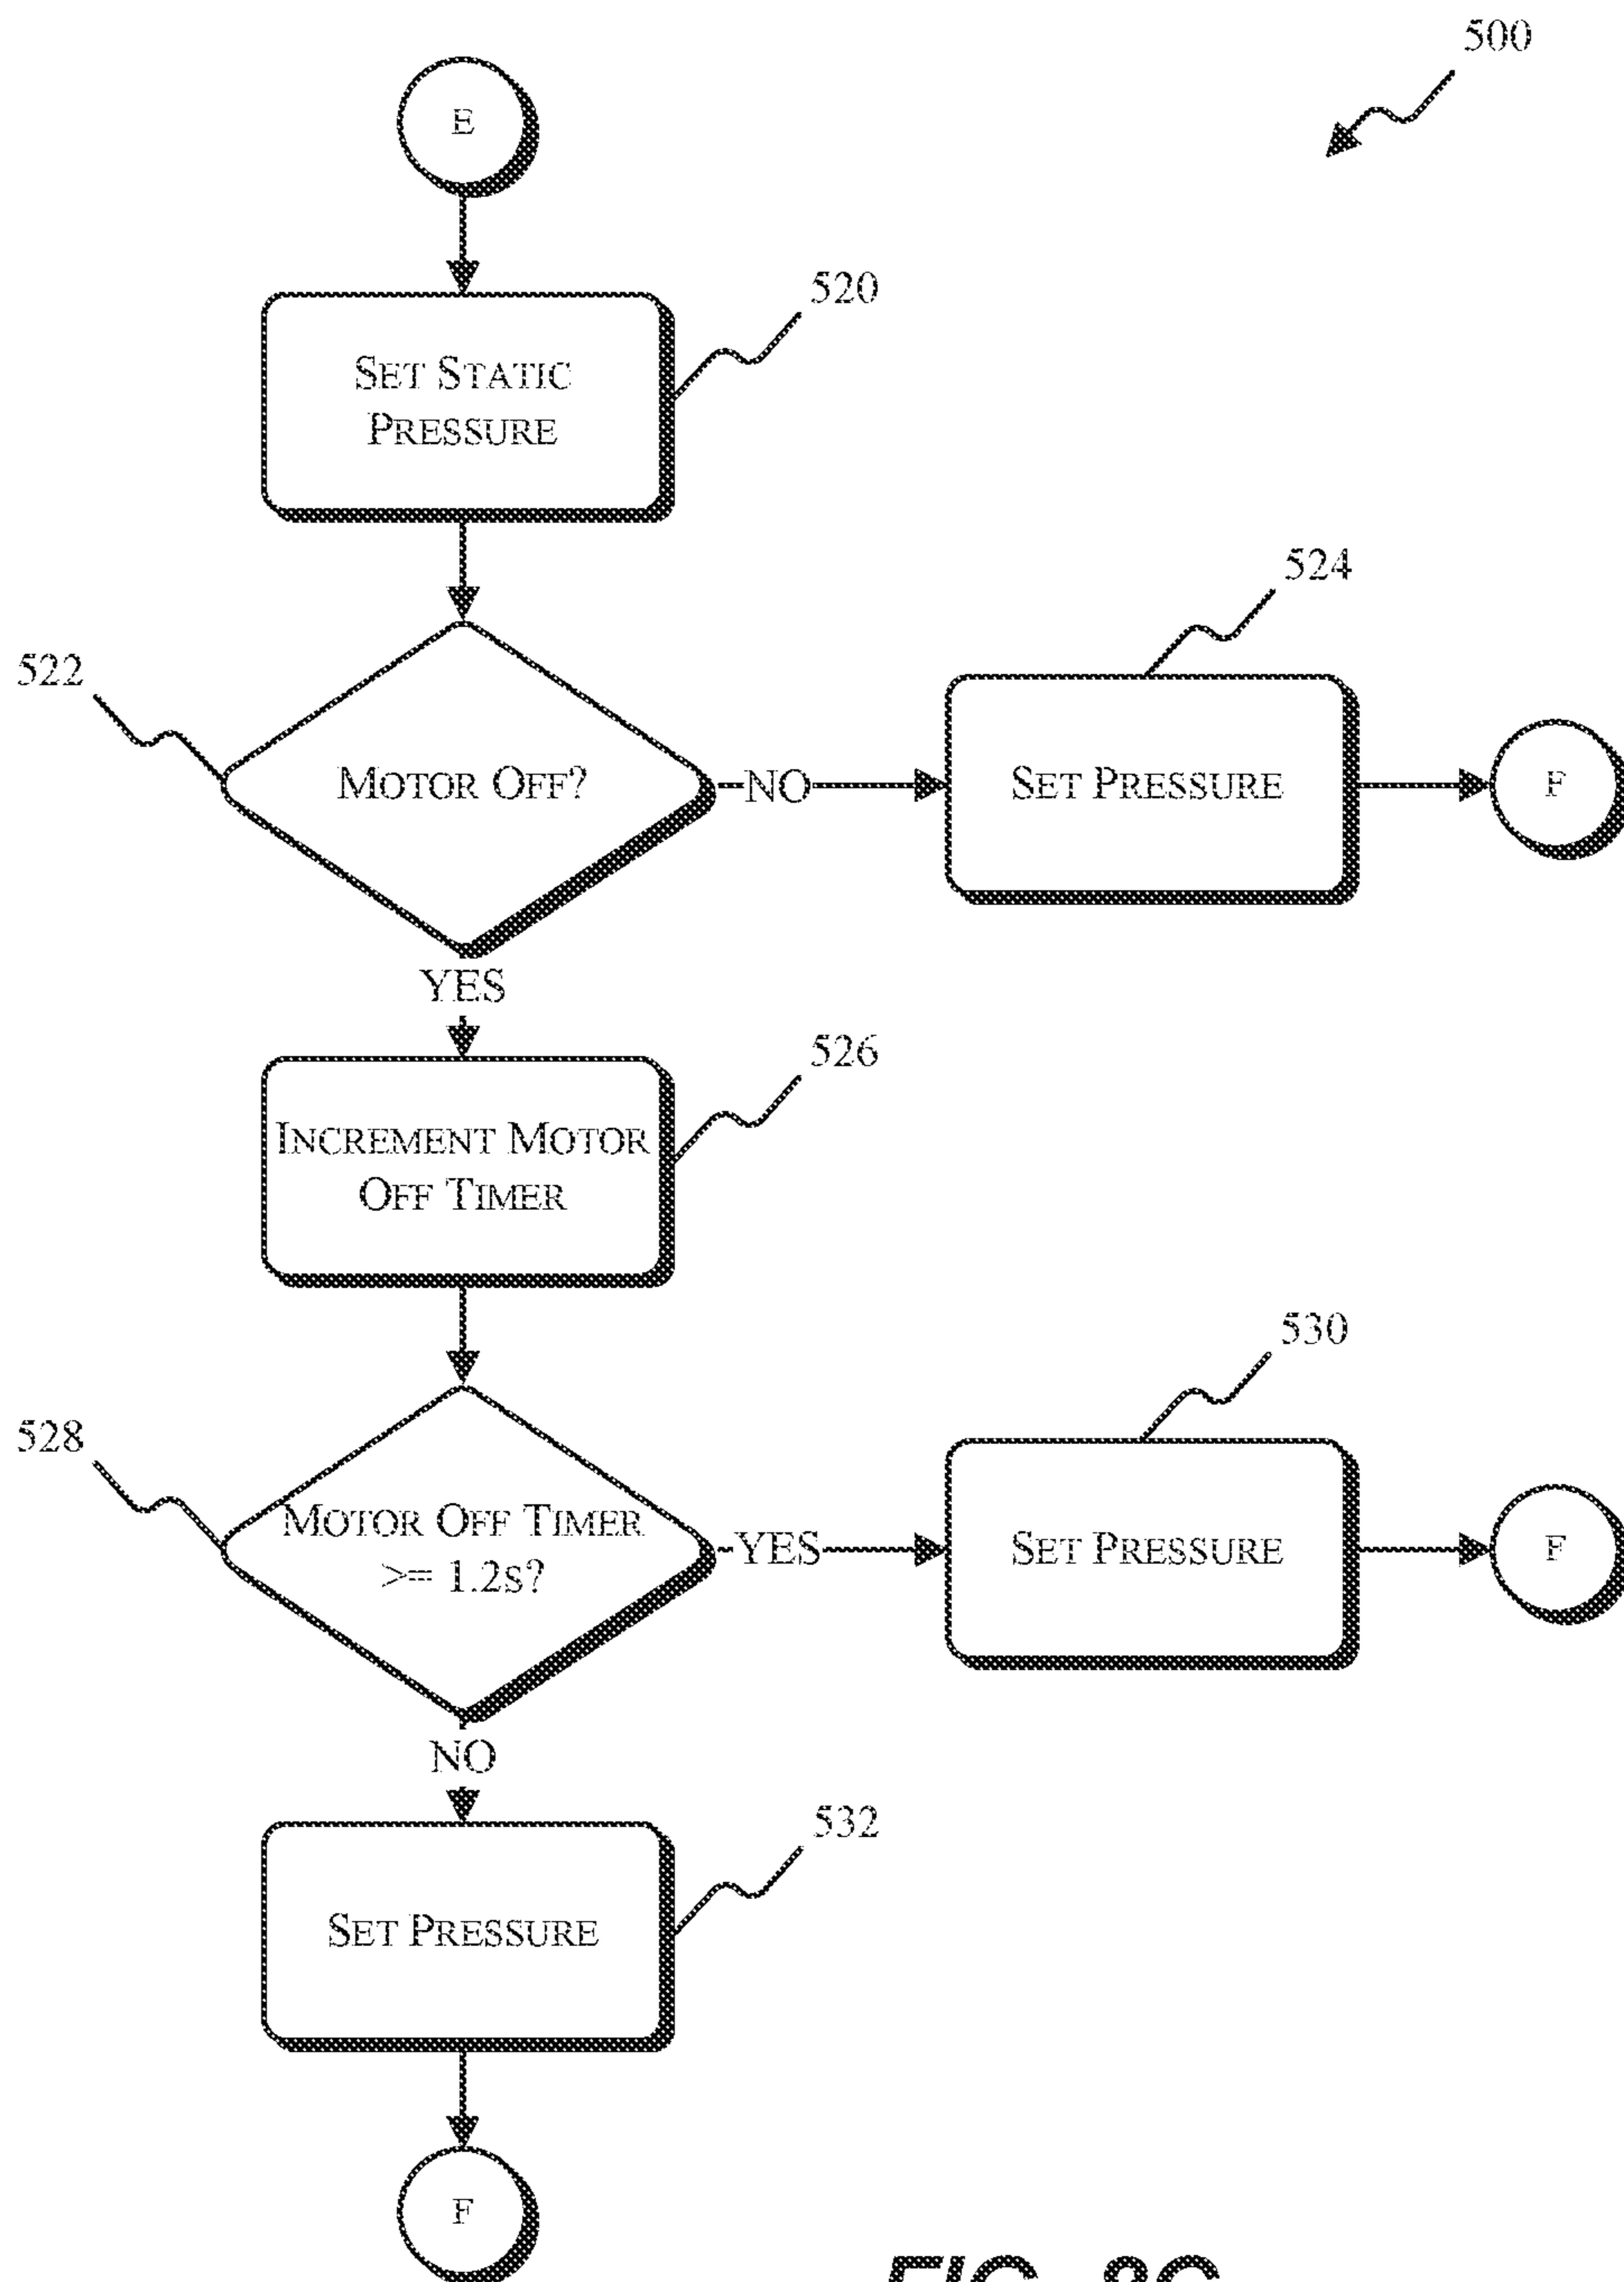 500
E
520
SET STATIC
PRESSURE
524
522
MOTOR OFF?
NO
SET PRESSURE
F
YES
526
INCREMENT MOTOR
OFF TIMER
530
528
MOTOR OFF TIMER
>= 1.2S?
YES
SET PRESSURE
F
NO
532
SET PRESSURE
F